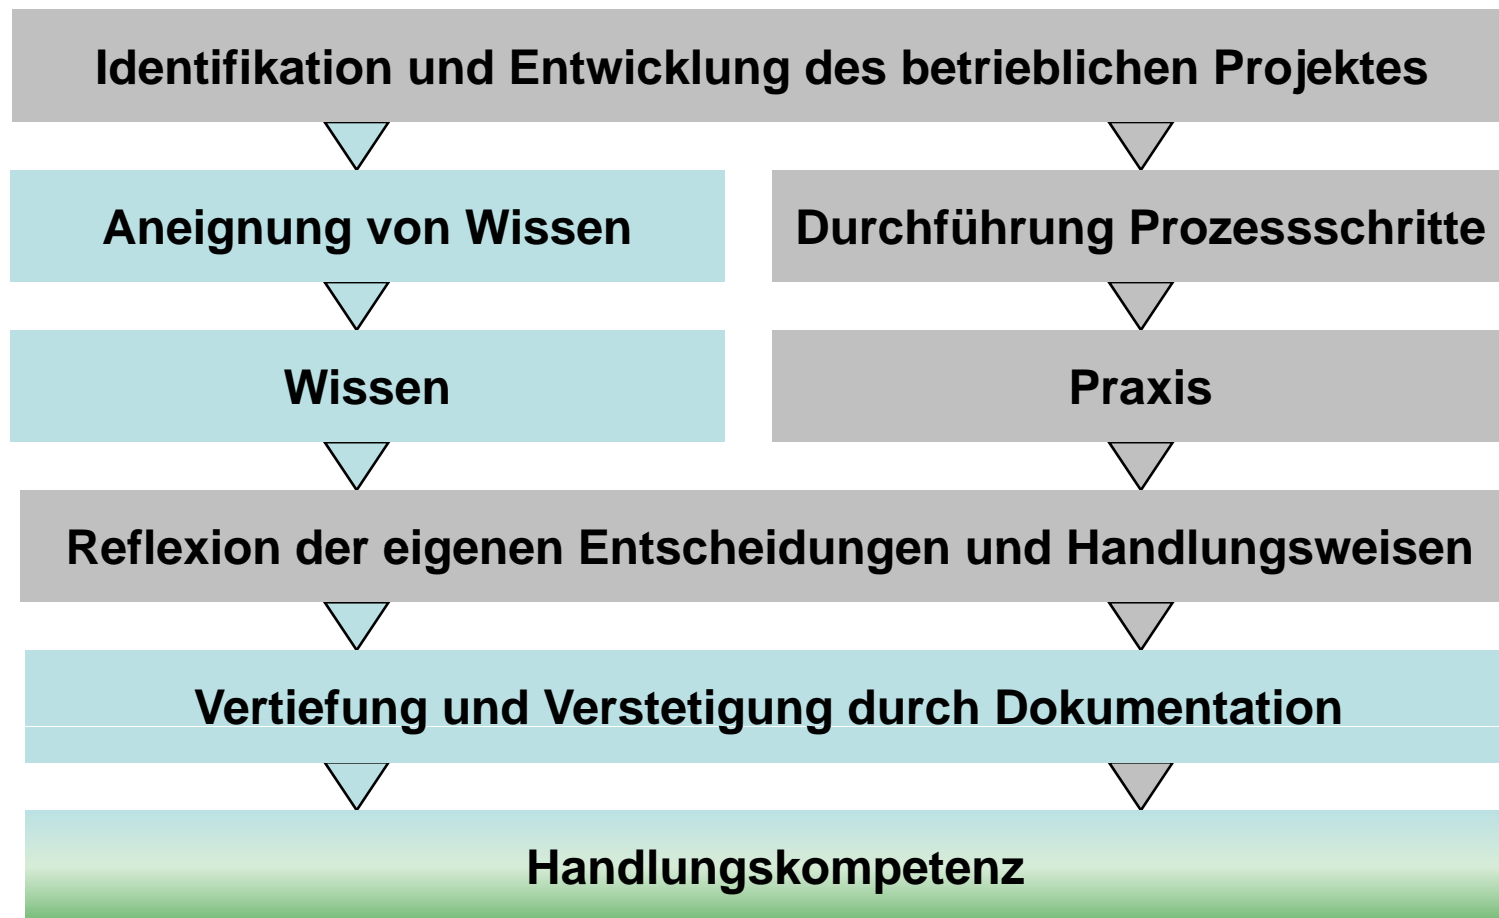 Identifikation und Entwicklung des betrieblichen Projektes
Aneignung von Wissen
Durchführung Prozessschritte
Wissen
Praxis
Reflexion der eigenen Entscheidungen und Handlungsweisen
Vertiefung und Verstetigung durch Dokumentation
Handlungskompetenz